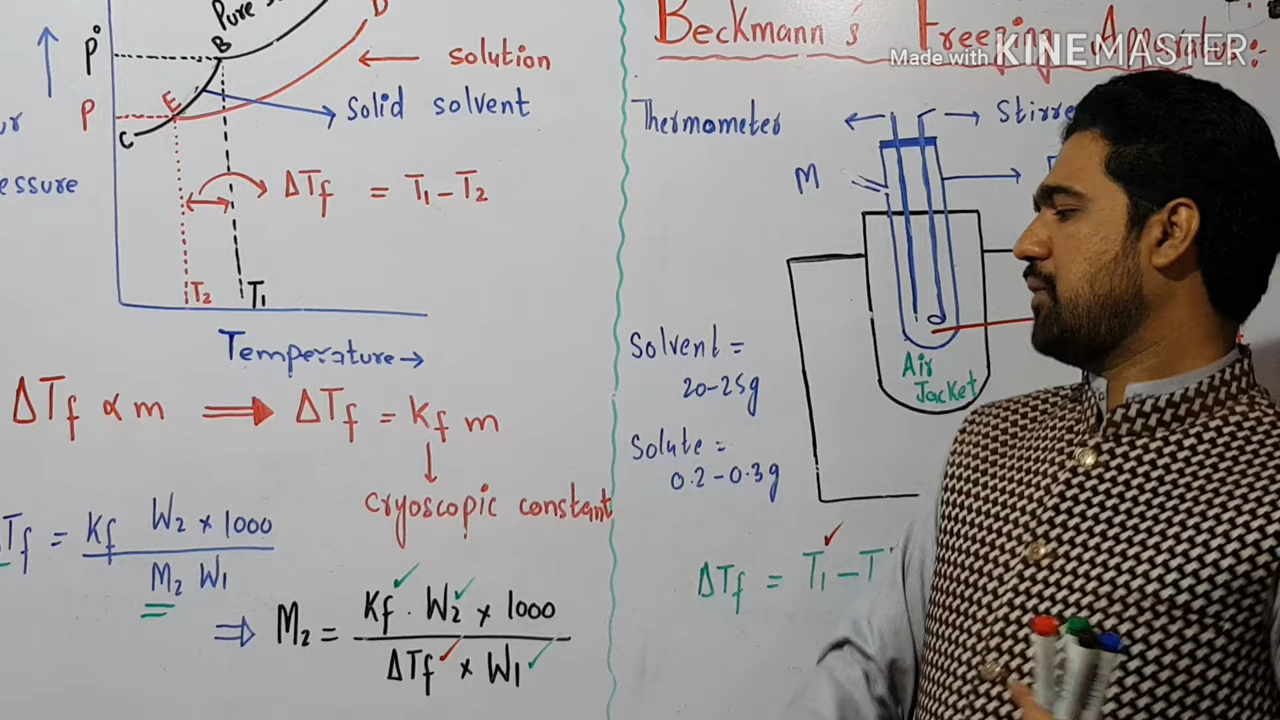 Pure
P°
B
D
solution
E
P
Solid solvent
C
essure
ΔTf = T1 - T2
T2
T1
Temperature →
ΔTf ∝ m ⟹ ΔTf = Kf m
cryoscopic constant
Tf = Kf W2 x 1000
M2 W1
⇒ M2 = Kf . W2 x 1000
ΔTf x W1
Beckmann's Freezing Apparatus:-
Made with KINEMASTER
Thermometer
M
Air
Jacket
Solvent =
20-25g
Solute =
0.2-0.3g
ΔTf = T1 - T